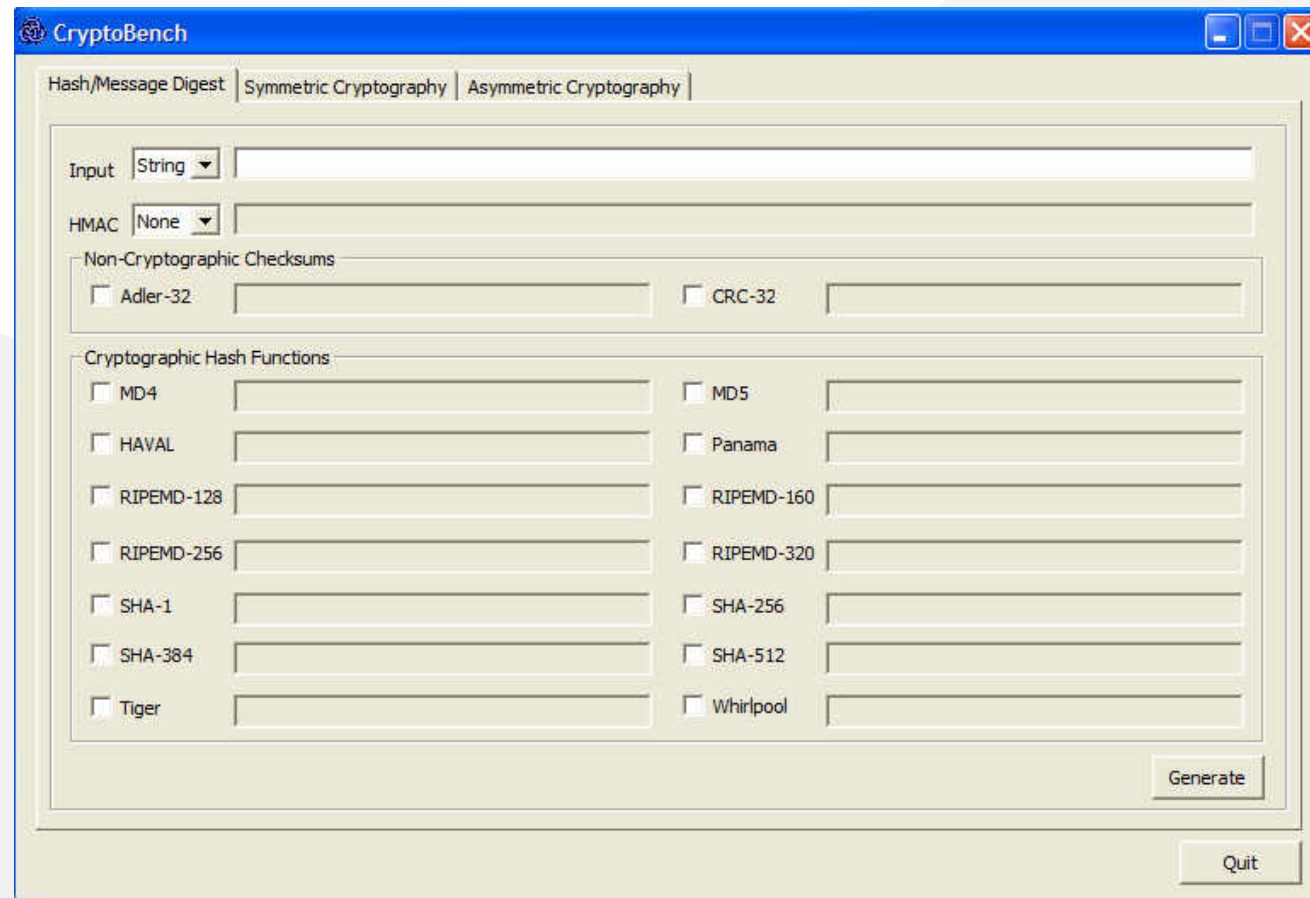 CryptoBench
Hash/Message Digest Symmetric Cryptography Asymmetric Cryptography
Input String
HMAC None
Non-Cryptographic Checksums
Adler-32 CRC-32
Cryptographic Hash Functions
MD4 MD5
HAVAL Panama
RIPEMD-128 RIPEMD-160
RIPEMD-256 RIPEMD-320
SHA-1 SHA-256
SHA-384 SHA-512
Tiger Whirlpool
Generate
Quit